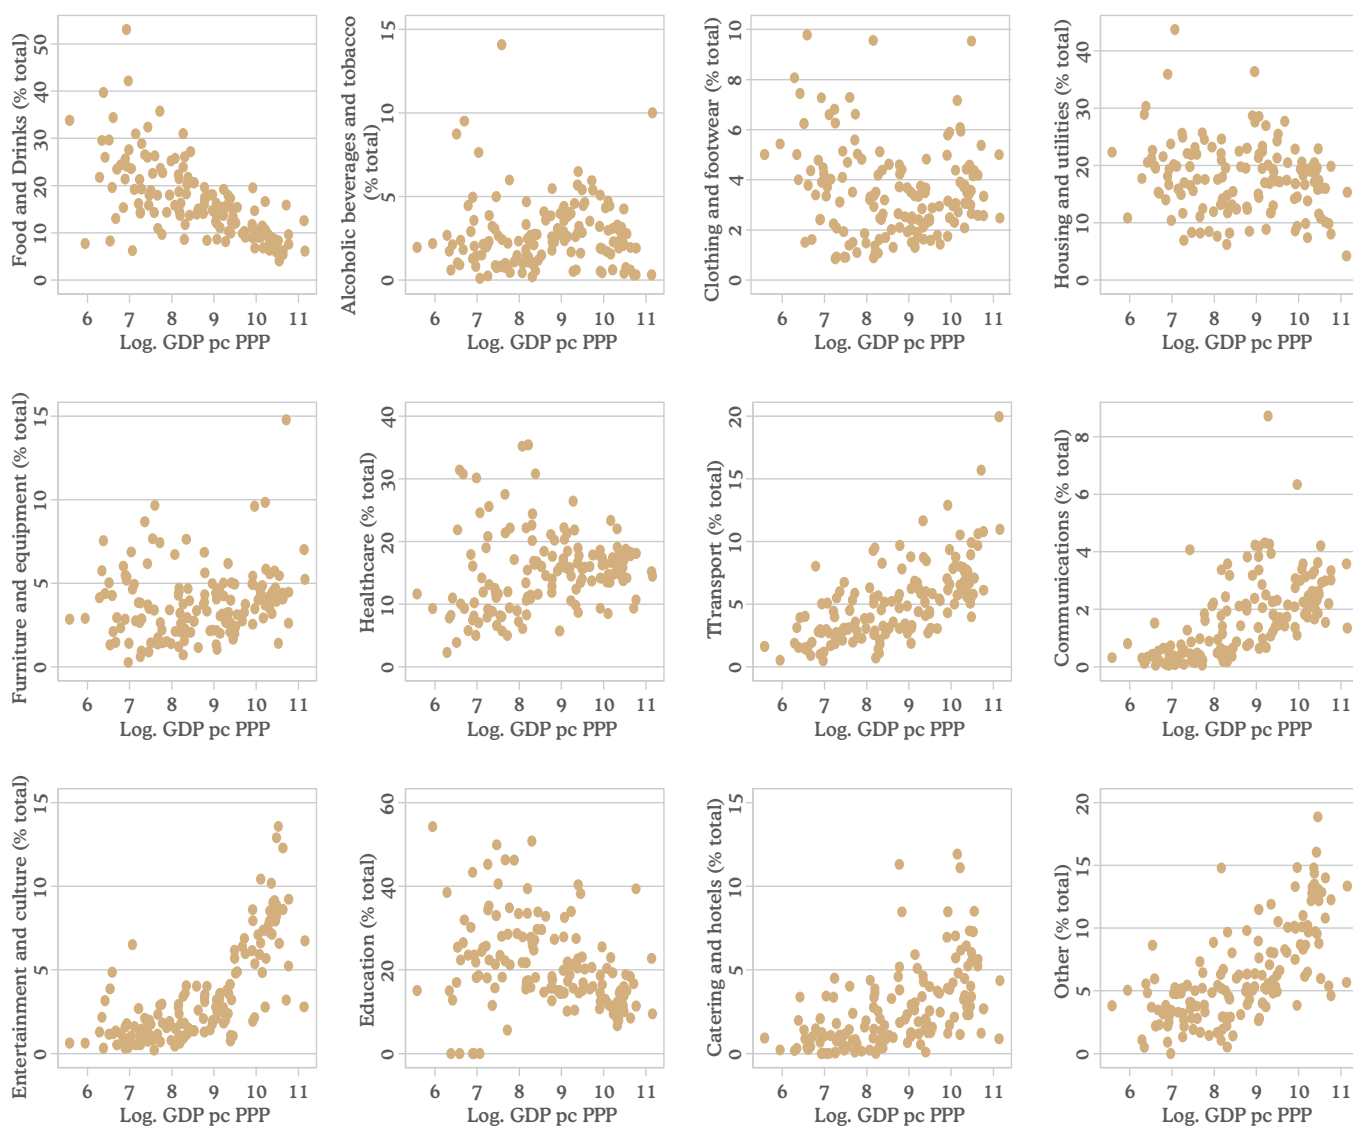 Food and Drinks (% total)
50
40
30
20
10
0
6 7 8 9 10 11
Log. GDP pc PPP
Alcoholic beverages and tobacco
(% total)
15
10
5
0
6 7 8 9 10 11
Log. GDP pc PPP
Clothing and footwear (% total)
10
8
6
4
2
0
6 7 8 9 10 11
Log. GDP pc PPP
Housing and utilities (% total)
40
30
20
10
0
6 7 8 9 10 11
Log. GDP pc PPP
Furniture and equipment (% total)
15
10
5
0
6 7 8 9 10 11
Log. GDP pc PPP
Healthcare (% total)
40
30
20
10
0
6 7 8 9 10 11
Log. GDP pc PPP
TTransport (% total)
20
15
10
5
0
6 7 8 9 10 11
Log. GDP pc PPP
Communications (% total)
8
6
4
2
0
6 7 8 9 10 11
Log. GDP pc PPP
Entertainment and culture (% total)
15
10
5
0
6 7 8 9 10 11
Log. GDP pc PPP
Education (% total)
60
40
20
0
6 7 8 9 10 11
Log. GDP pc PPP
Catering and hotels (% total)
15
10
5
0
6 7 8 9 10 11
Log. GDP pc PPP
Other (% total)
20
15
10
5
0
6 7 8 9 10 11
Log. GDP pc PPP